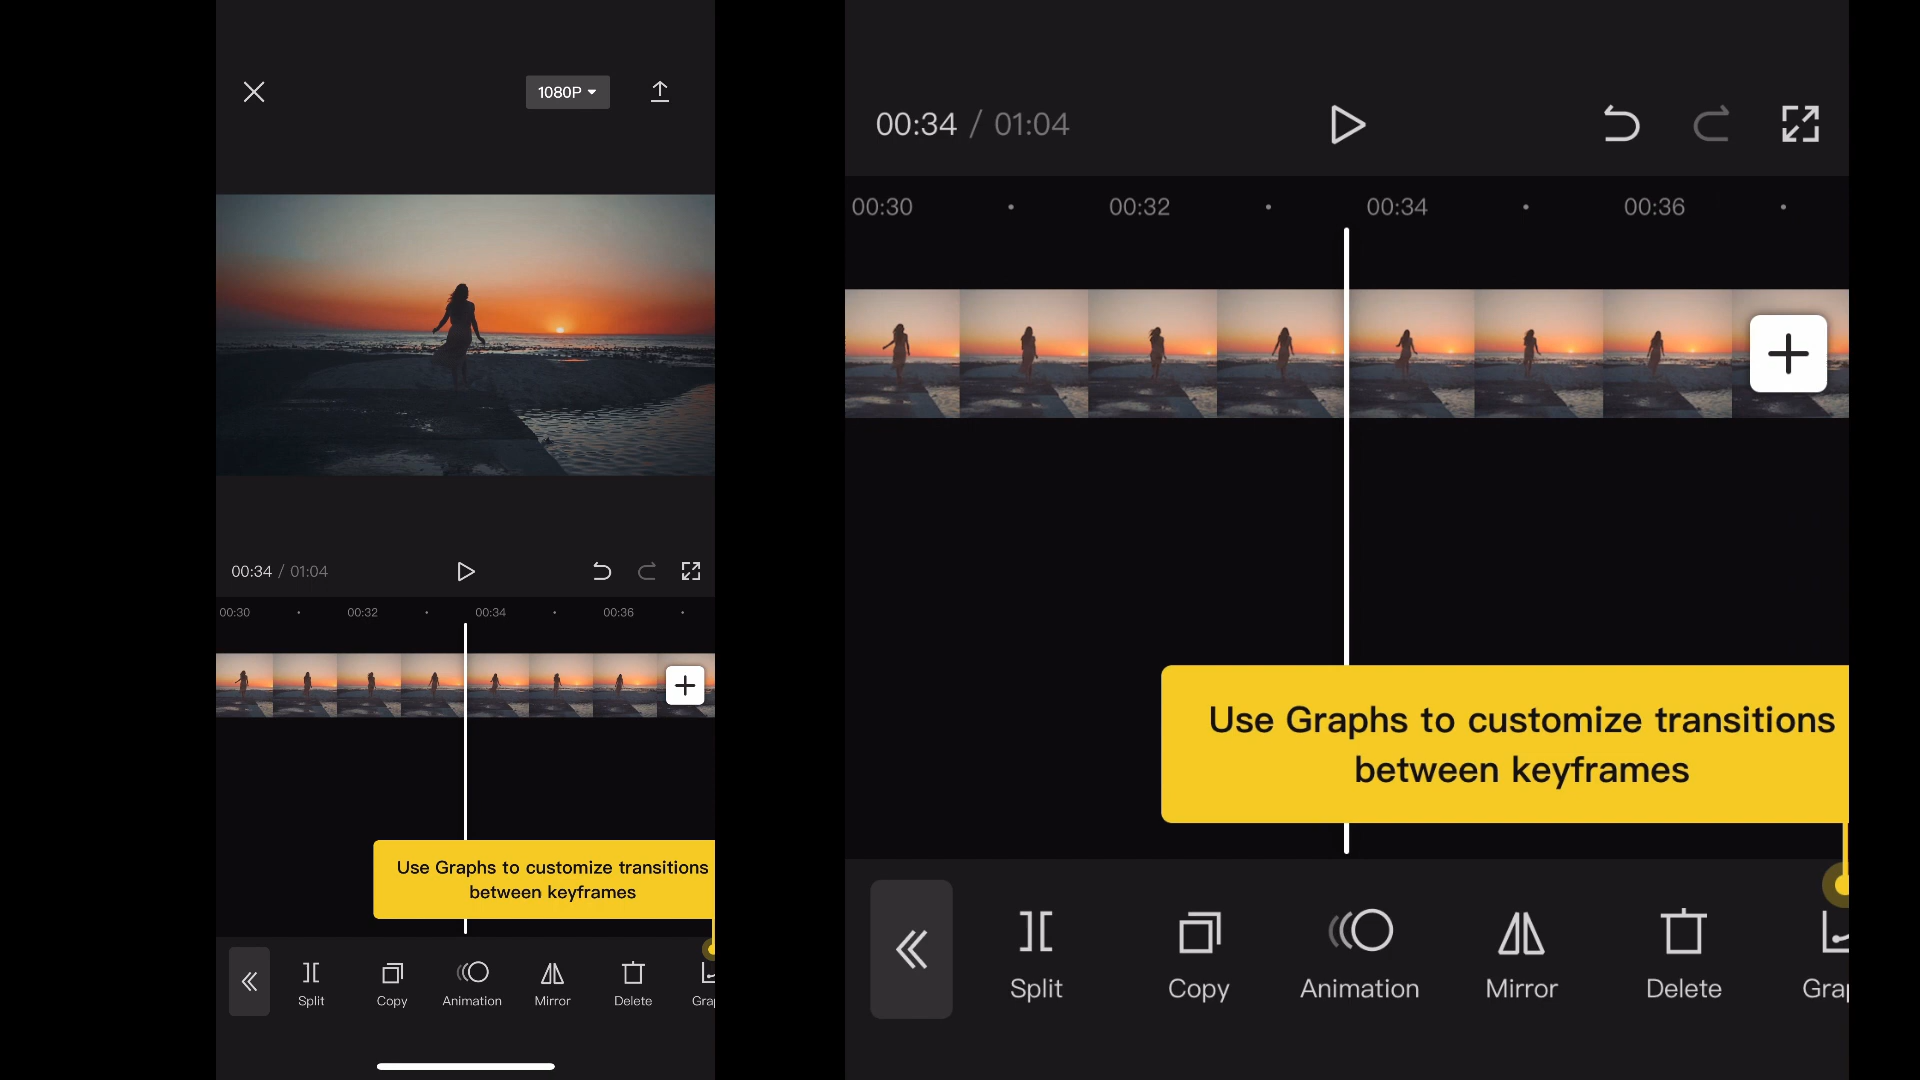 1080P
00:34 / 01:04
00:30
00:32
00:34
00:36
Use Graphs to customize transitions
between keyframes
Split
Copy
Animation
Mirror
Delete
Grap
00:34 / 01:04
00:30
00:32
00:34
00:36
Use Graphs to customize transitions
between keyframes
Split
Copy
Animation
Mirror
Delete
Grap